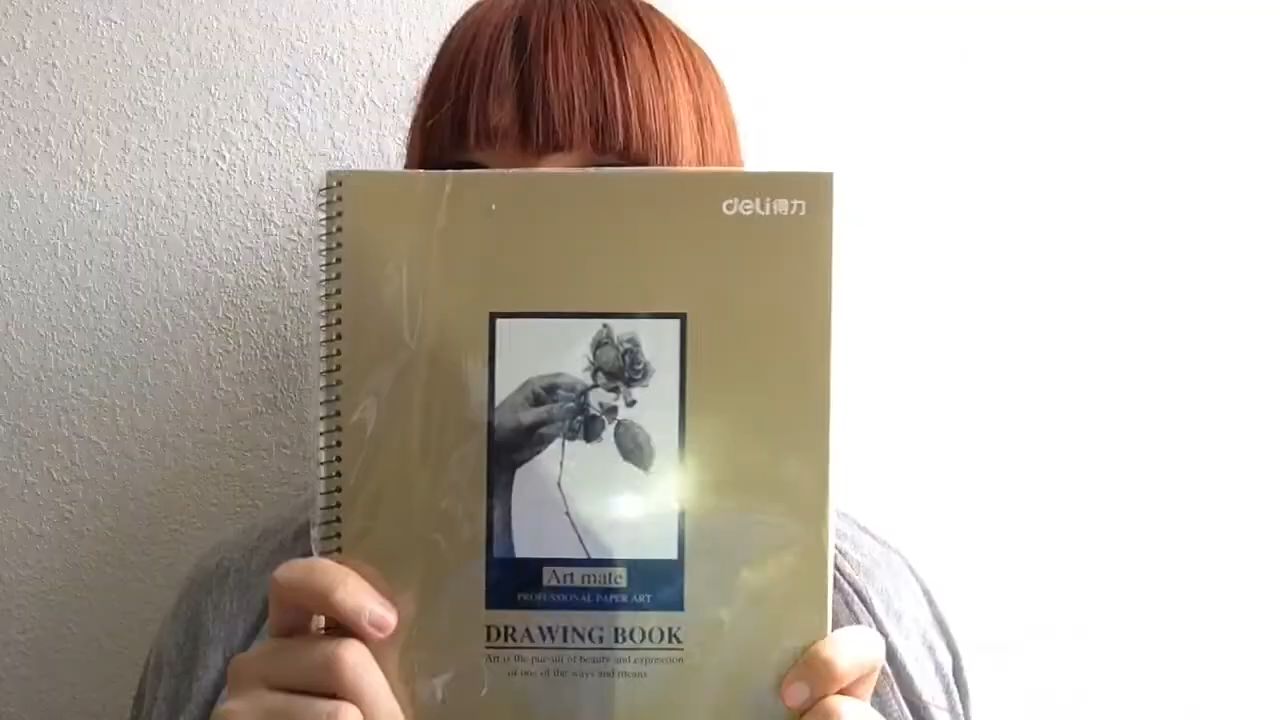 deli得力
Art mate
PROFESSIONAL PAPER ART
DRAWING BOOK
Art is the pursuit of beauty and expression
of one of the ways and means